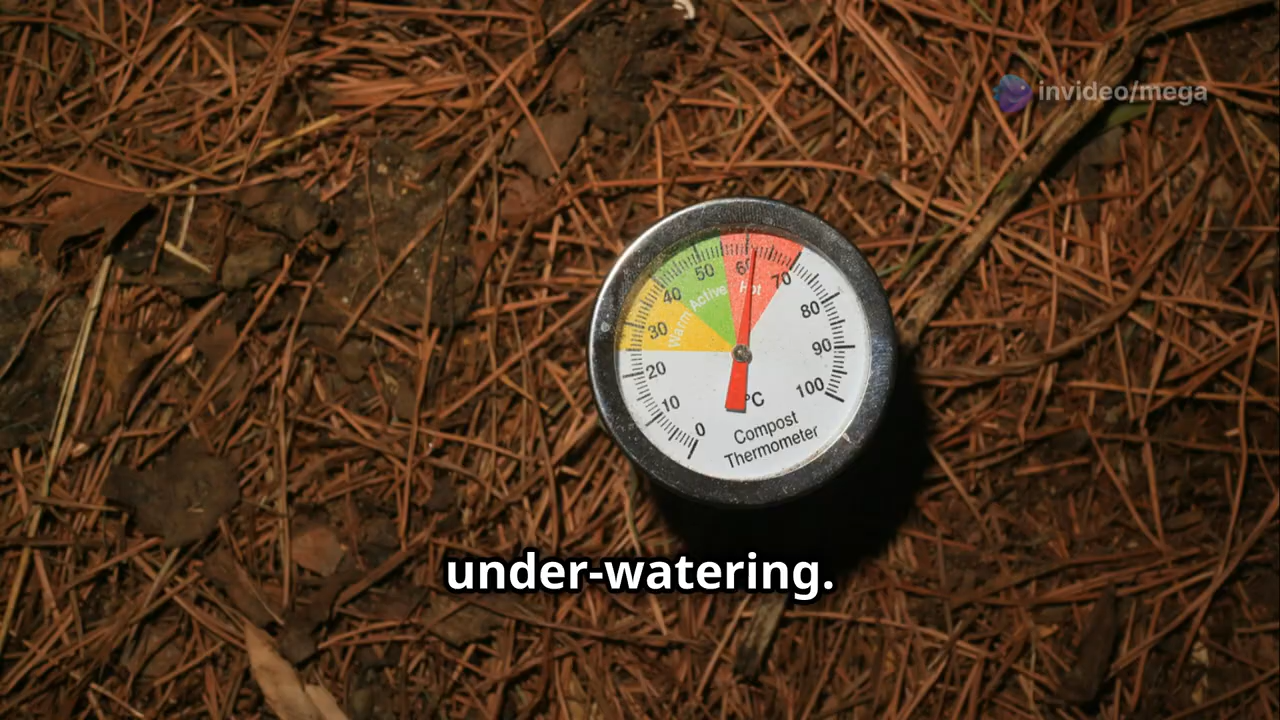 invideo/mega
50
60
70
40
80
Active
Hot
Warm
30
90
20
100
10
°C
0
Compost
Thermometer
under-watering.